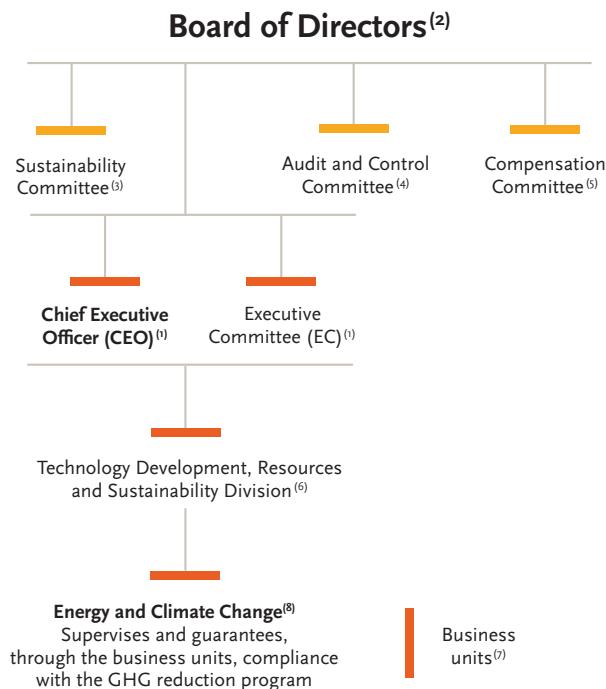 Board of Directors(2)
Sustainability
Committee(3)
Audit and Control
Committee(4)
Compensation
Committee(5)
Chief Executive
Officer (CEO)(1)
Executive
Committee (EC)(1)
Technology Development, Resources
and Sustainability Division(6)
Energy and Climate Change(8)
Supervises and guarantees,
through the business units, compliance
with the GHG reduction program
Business
units(7)